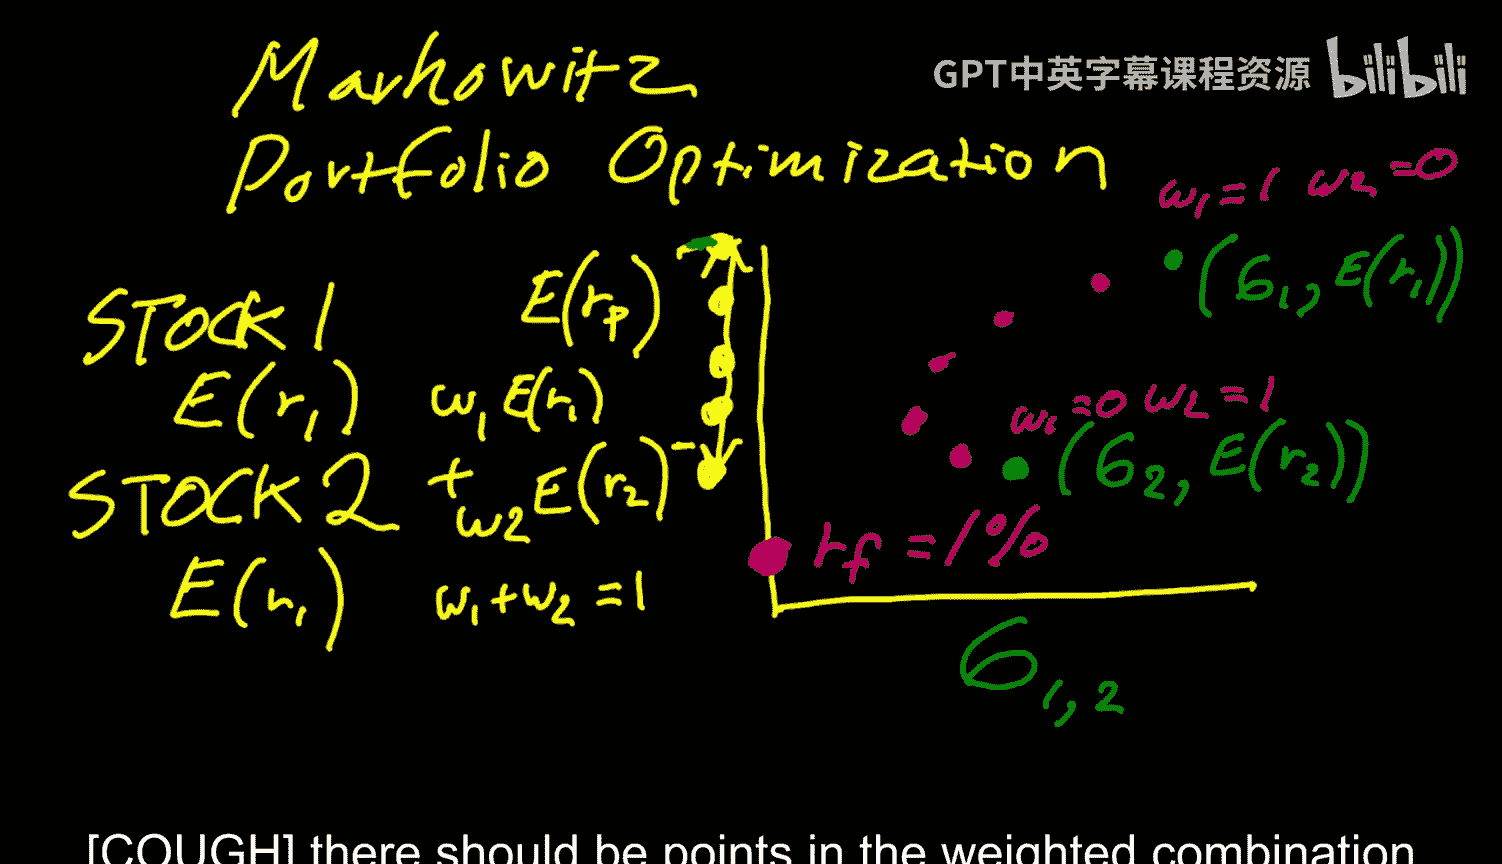 Markowitz
GPT中英字幕课程资源 bilibili
Portfolio Optimization
w1=1 w2=0
(σ1, E(r1))
STOCK 1
E(rp)
E(r1)
w1 E(r1)
w1=0 w2=1
(σ2, E(r2))
STOCK 2
+ w2 E(r2)
rf = 1%
E(r1)
w1+w2=1
σ1,2
[COUGH] there should be points in the weighted combination